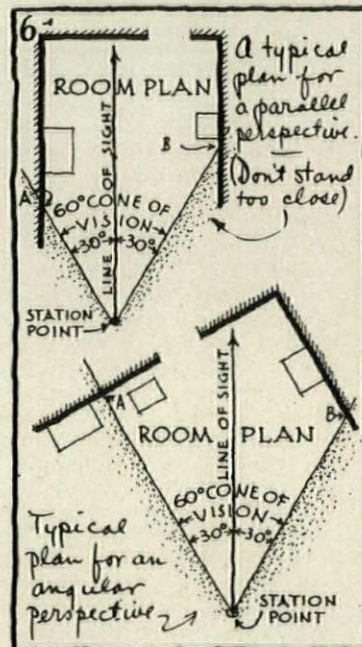 6
A typical
plan for
a parallel
perspective.
(Don't stand
too close)
ROOM PLAN
LINE OF SIGHT
B
A
60° CONE OF
VISION
30° 30°
STATION
POINT
A
B
ROOM PLAN
LINE OF SIGHT
60° CONE OF
VISION
30° 30°
Typical
plan for an
angular
perspective
STATION
POINT